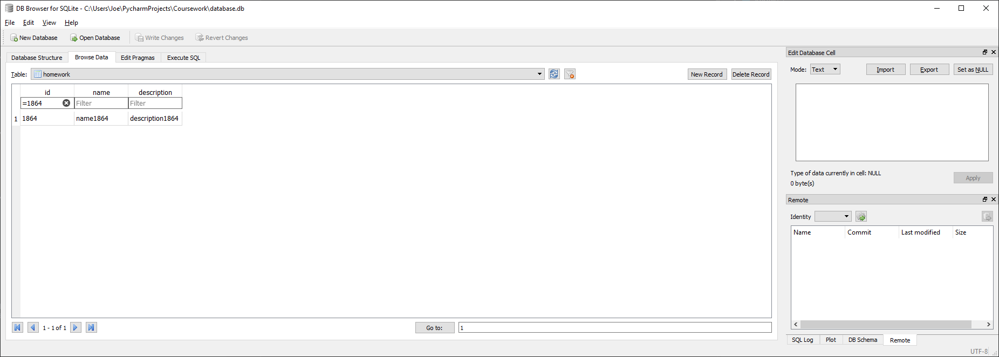 DB Browser for SQLite - C:\Users\Joe\PycharmProjects\Coursework\database.db
File Edit View Help
New Database Open Database Write Changes Revert Changes
Database Structure Browse Data Edit Pragmas Execute SQL
Table: homework New Record Delete Record
id name description
=1864 Filter Filter
1 1864 name1864 description1864
1 - 1 of 1 Go to: 1
Edit Database Cell
Mode: Text Import Export Set as NULL
Type of data currently in cell: NULL
0 byte(s)
Apply
Remote
Identity
Name Commit Last modified Size
SQL Log Plot DB Schema Remote
UTF-8